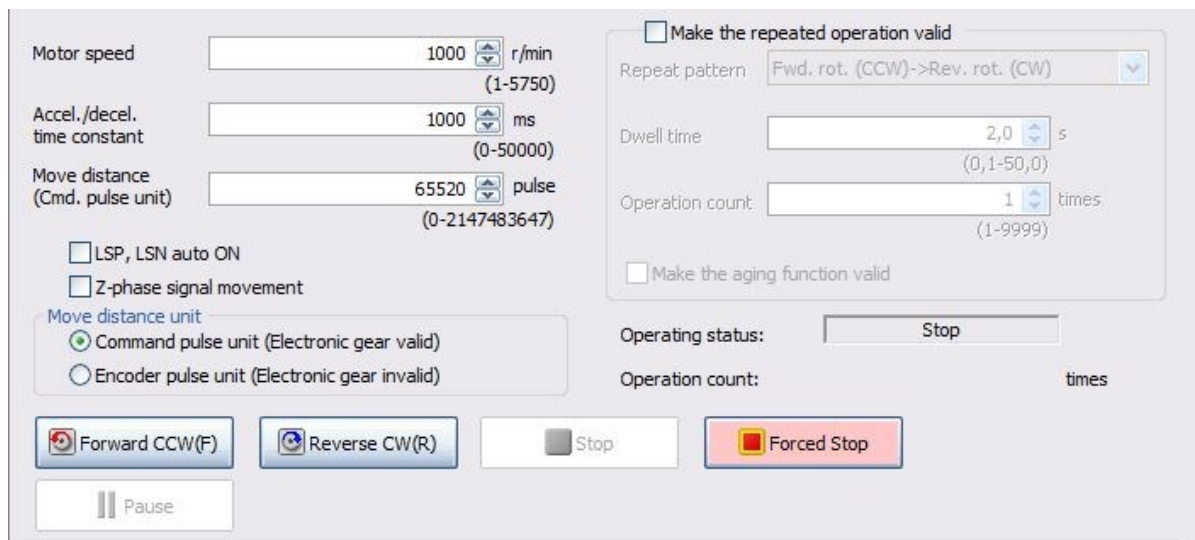 Motor speed 1000 r/min
(1-5750)
Accel./decel.
time constant 1000 ms
(0-50000)
Move distance
(Cmd. pulse unit) 65520 pulse
(0-2147483647)
LSP, LSN auto ON
Z-phase signal movement
Move distance unit
Command pulse unit (Electronic gear valid)
Encoder pulse unit (Electronic gear invalid)
Make the repeated operation valid
Repeat pattern Fwd. rot. (CCW)->Rev. rot. (CW)
Dwell time 2,0 s
(0,1-50,0)
Operation count 1 times
(1-9999)
Make the aging function valid
Operating status: Stop
Operation count: times
Forward CCW(F) Reverse CW(R) Stop Forced Stop
Pause